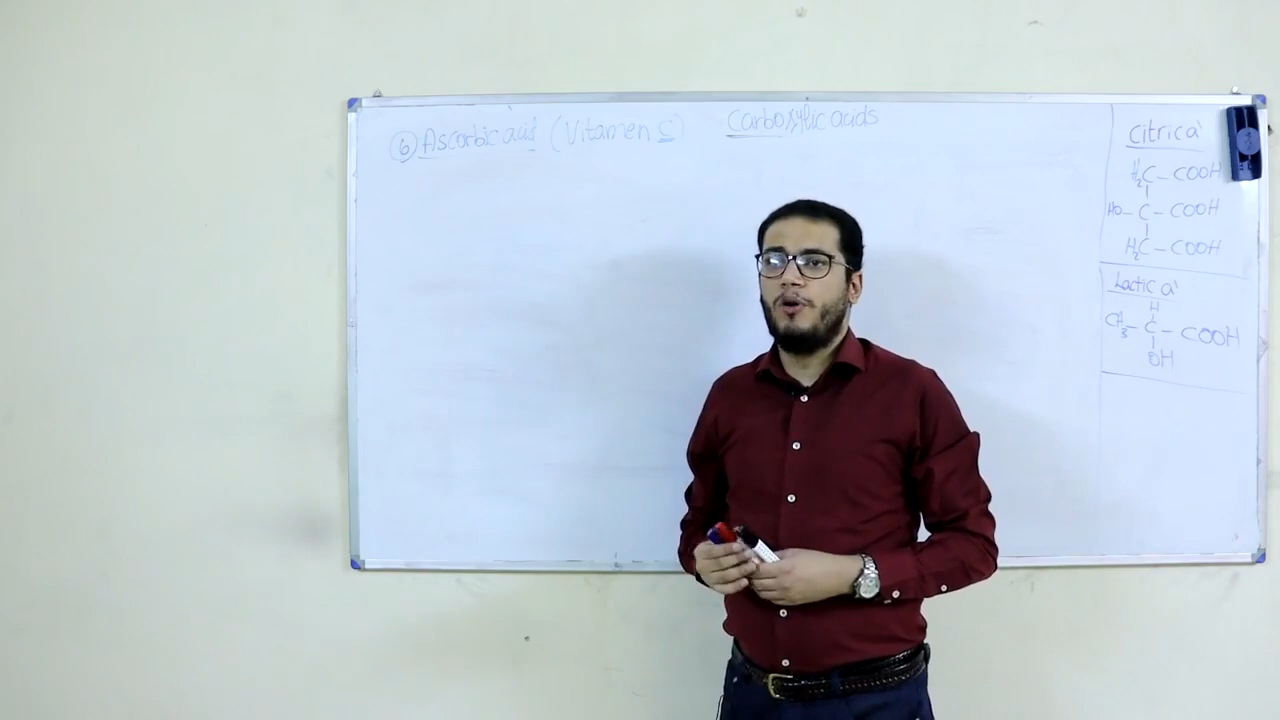 Carboxylic acids
⑥ Ascorbic acid (Vitamen C)
Citric a'
H₂C – COOH
|
HO – C – COOH
|
H₂C – COOH
Lactic a'
H
|
CH₃ – C – COOH
|
OH